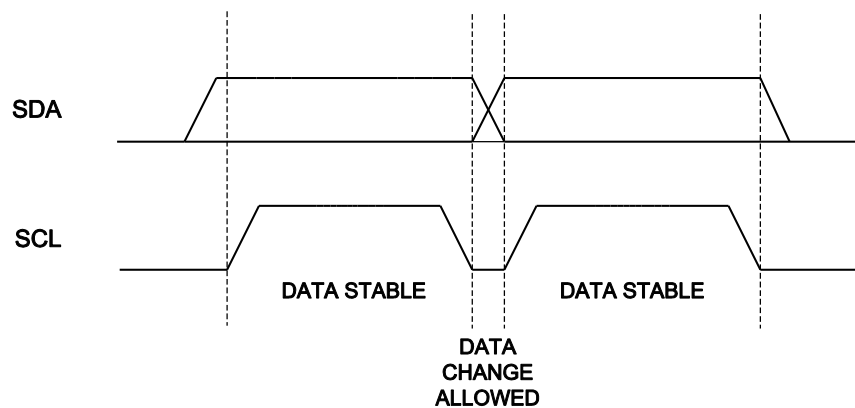 SDA
SCL
DATA STABLE
DATA STABLE
DATA
CHANGE
ALLOWED